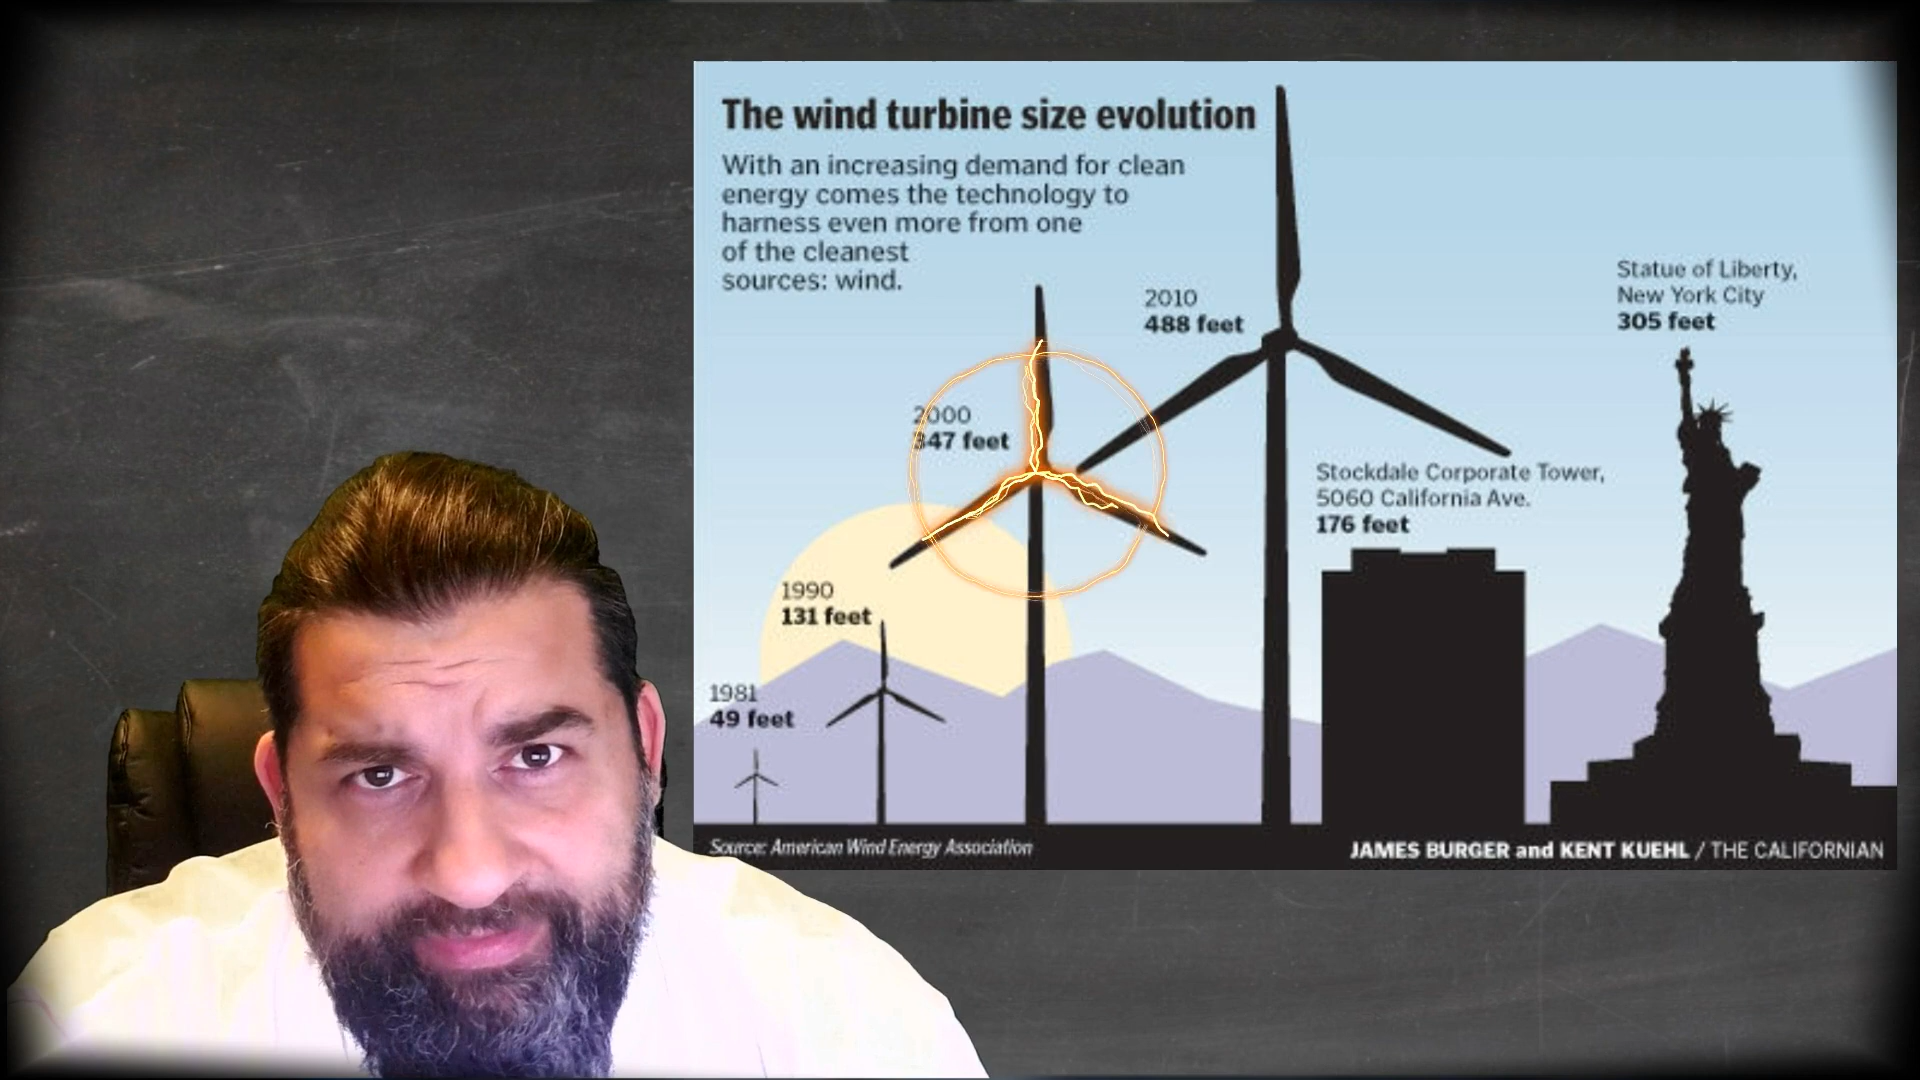 The wind turbine size evolution
With an increasing demand for clean
energy comes the technology to
harness even more from one
of the cleanest
sources: wind.
2010
488 feet
Statue of Liberty,
New York City
305 feet
2000
347 feet
Stockdale Corporate Tower,
5060 California Ave.
176 feet
1990
131 feet
1981
49 feet
Source: American Wind Energy Association
JAMES BURGER and KENT KUEHL / THE CALIFORNIAN